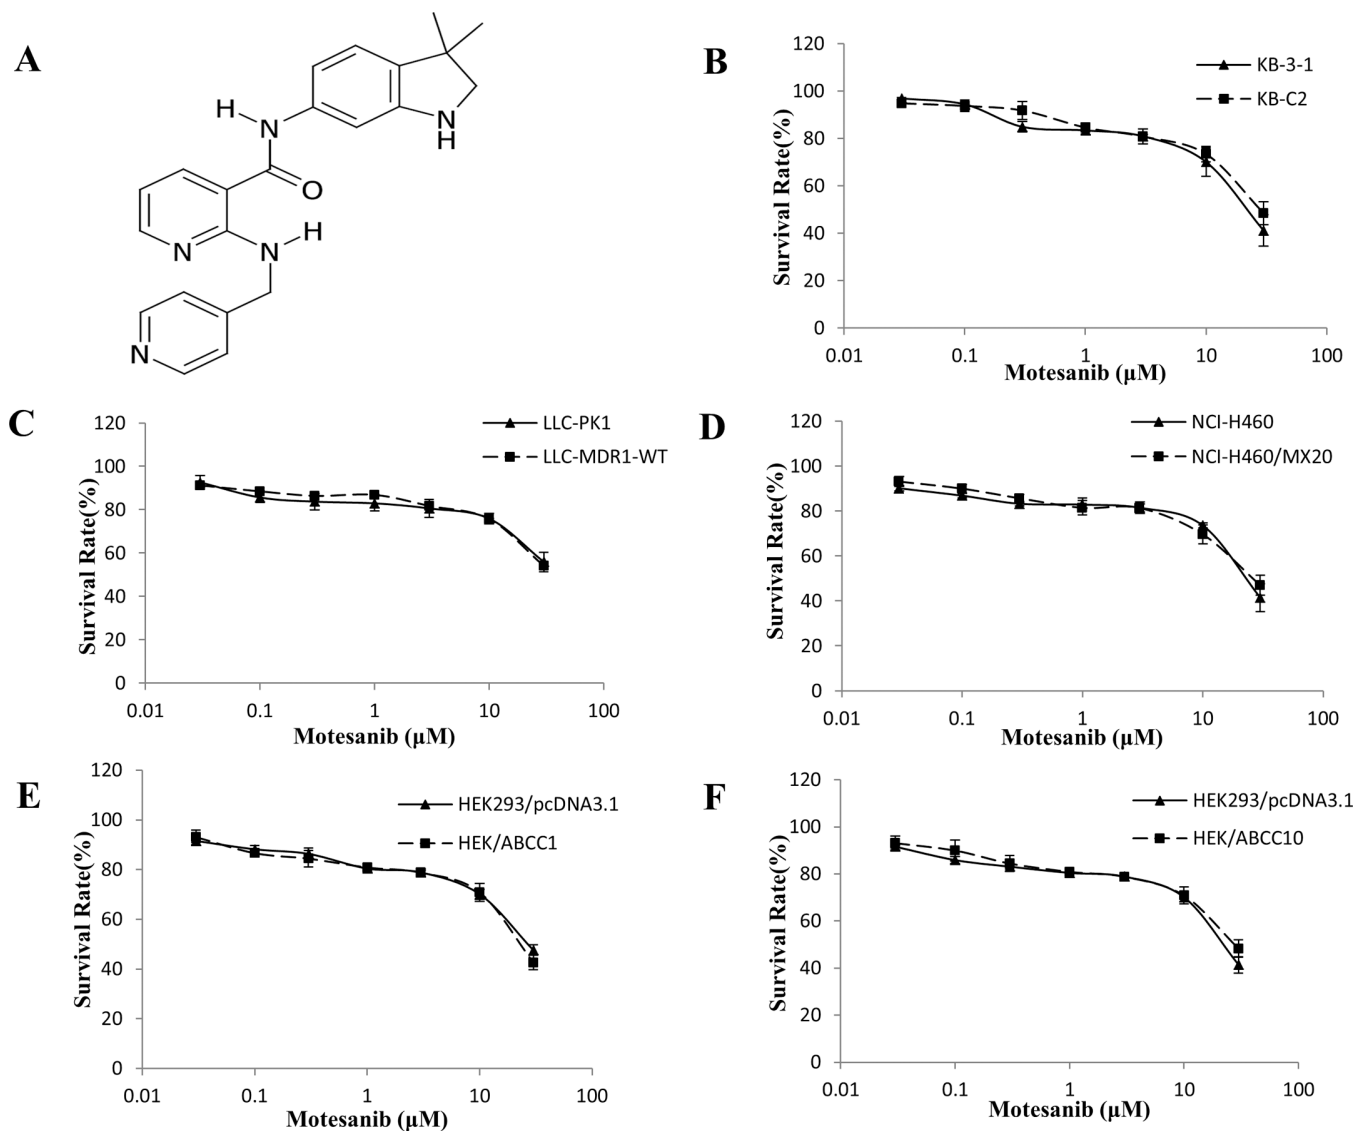 A
H
N
N
H
O
N
N
H
N
B
KB-3-1
KB-C2
Survival Rate(%)
120
100
80
60
40
20
0
0.01 0.1 1 10 100
Motesanib (µM)
C
LLC-PK1
LLC-MDR1-WT
Survival Rate(%)
120
100
80
60
40
20
0
0.01 0.1 1 10 100
Motesanib (µM)
D
NCI-H460
NCI-H460/MX20
Survival Rate(%)
120
100
80
60
40
20
0
0.01 0.1 1 10 100
Motesanib (µM)
E
HEK293/pcDNA3.1
HEK/ABCC1
Survival Rate(%)
120
100
80
60
40
20
0
0.01 0.1 1 10 100
Motesanib (µM)
F
HEK293/pcDNA3.1
HEK/ABCC10
Survival Rate(%)
120
100
80
60
40
20
0
0.01 0.1 1 10 100
Motesanib (µM)